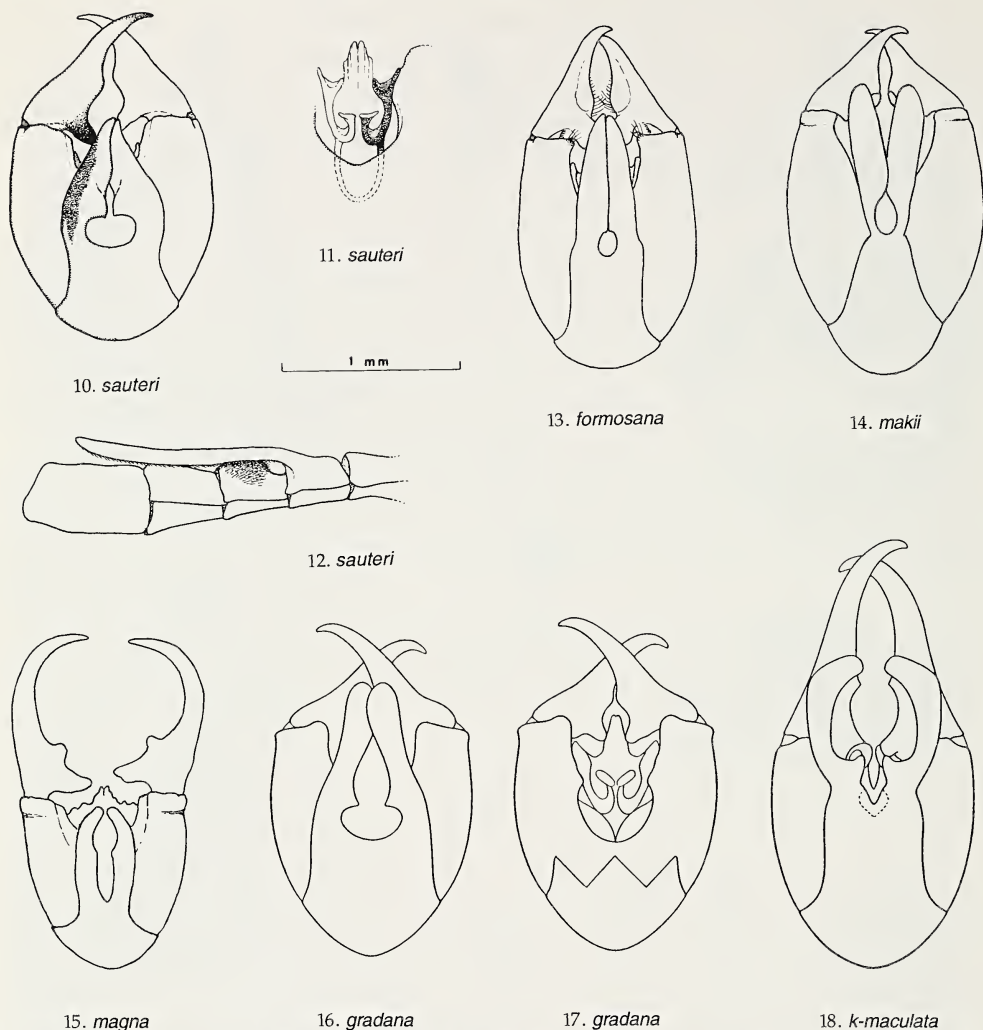 11. sauteri
1 mm
10. sauteri
13. formosana
14. makii
12. sauteri
15. magna
16. gradana
17. gradana
18. k-maculata